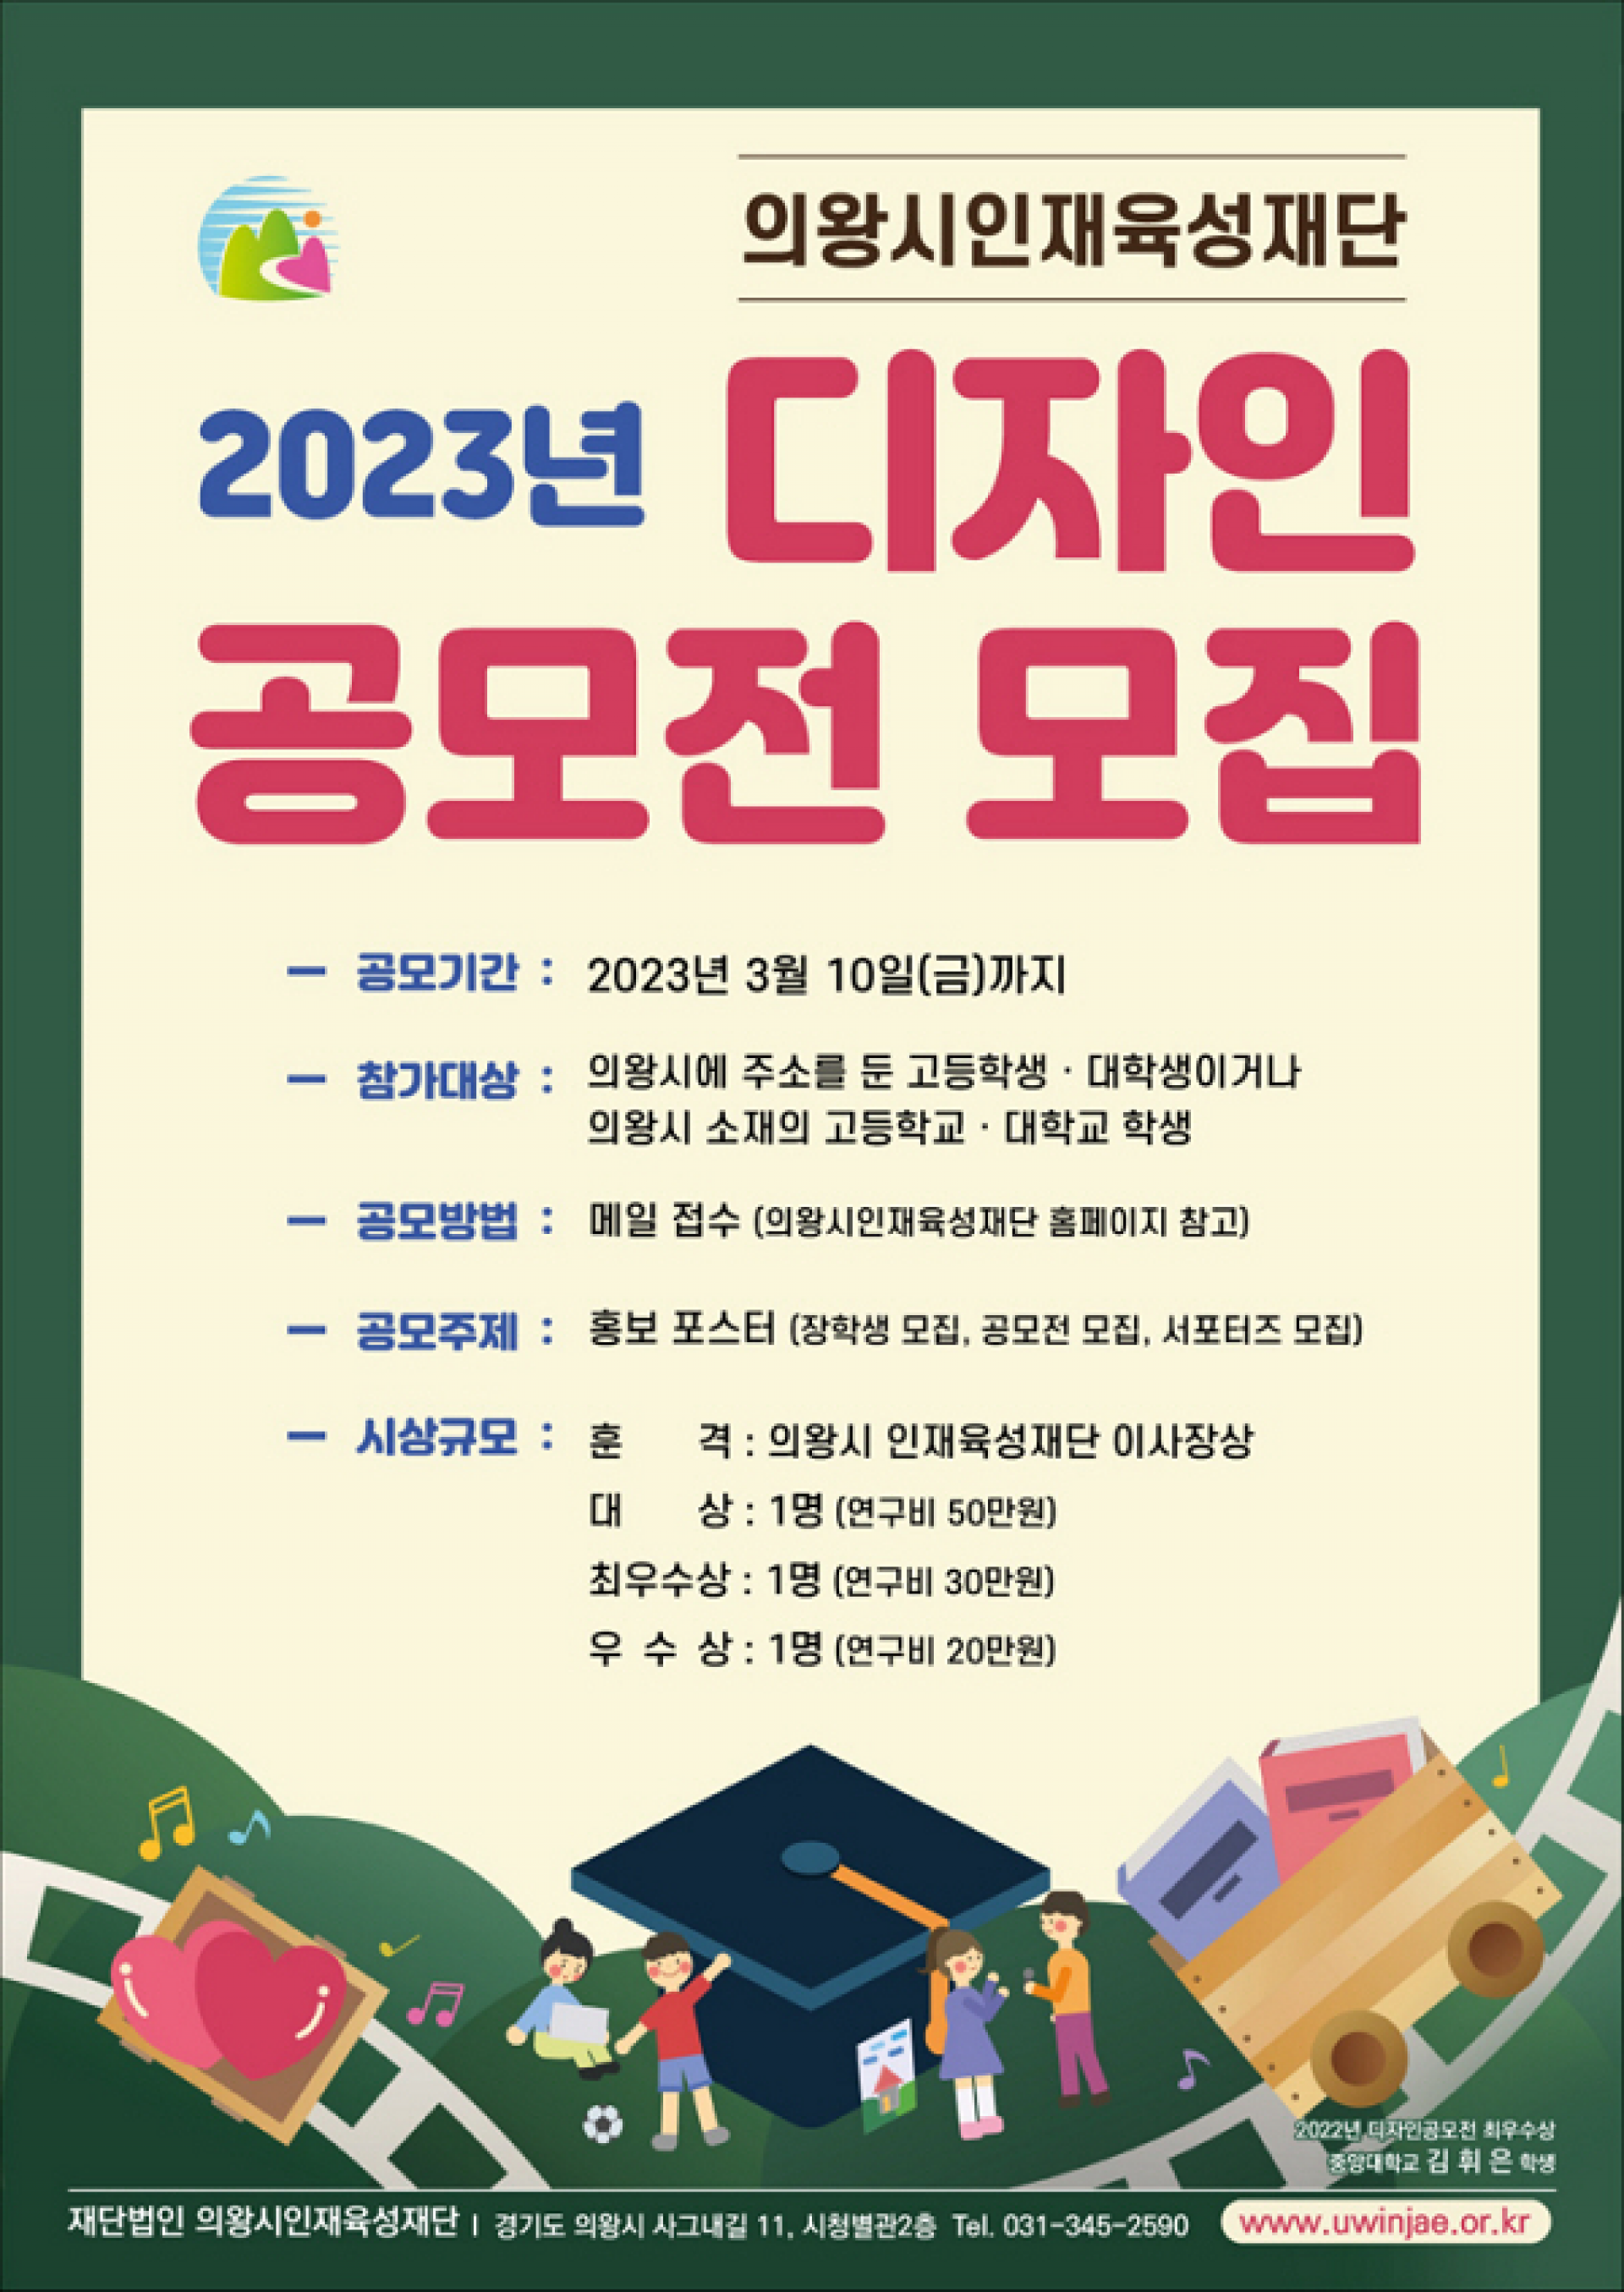 의왕시인재육성재단
2023년 디자인
공모전 모집
공모기간 : 2023년 3월 10일(금)까지
참가대상 : 의왕시에 주소를 둔 고등학생 · 대학생이거나
의왕시 소재의 고등학교 · 대학교 학생
공모방법 : 메일 접수 (의왕시인재육성재단 홈페이지 참고)
공모주제 : 홍보 포스터 (장학생 모집, 공모전 모집, 서포터즈 모집)
시상규모 : 훈 격 : 의왕시 인재육성재단 이사장상
대 상 : 1명 (연구비 50만원)
최우수상 : 1명 (연구비 30만원)
우 수 상 : 1명 (연구비 20만원)
2022년 디자인공모전 최우수상
중앙대학교 김 휘 은 학생
재단법인 의왕시인재육성재단 | 경기도 의왕시 사그내길 11, 시청별관2층 Tel. 031-345-2590 www.uwinjae.or.kr